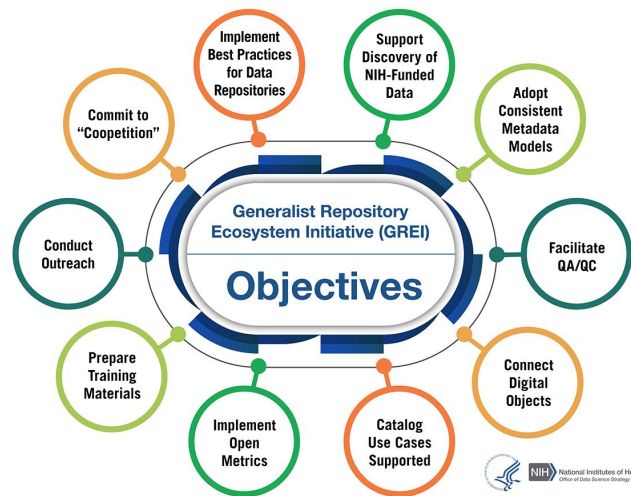 Implement
Best Practices
for Data
Repositories
Support
Discovery of
NIH-Funded
Data
Commit to
“Coopetition”
Adopt
Consistent
Metadata
Models
Generalist Repository
Ecosystem Initiative (GREI)
Objectives
Conduct
Outreach
Facilitate
QA/QC
Prepare
Training
Materials
Connect
Digital
Objects
Implement
Open
Metrics
Catalog
Use Cases
Supported
NIH
National Institutes of He
Office of Data Science Strategy